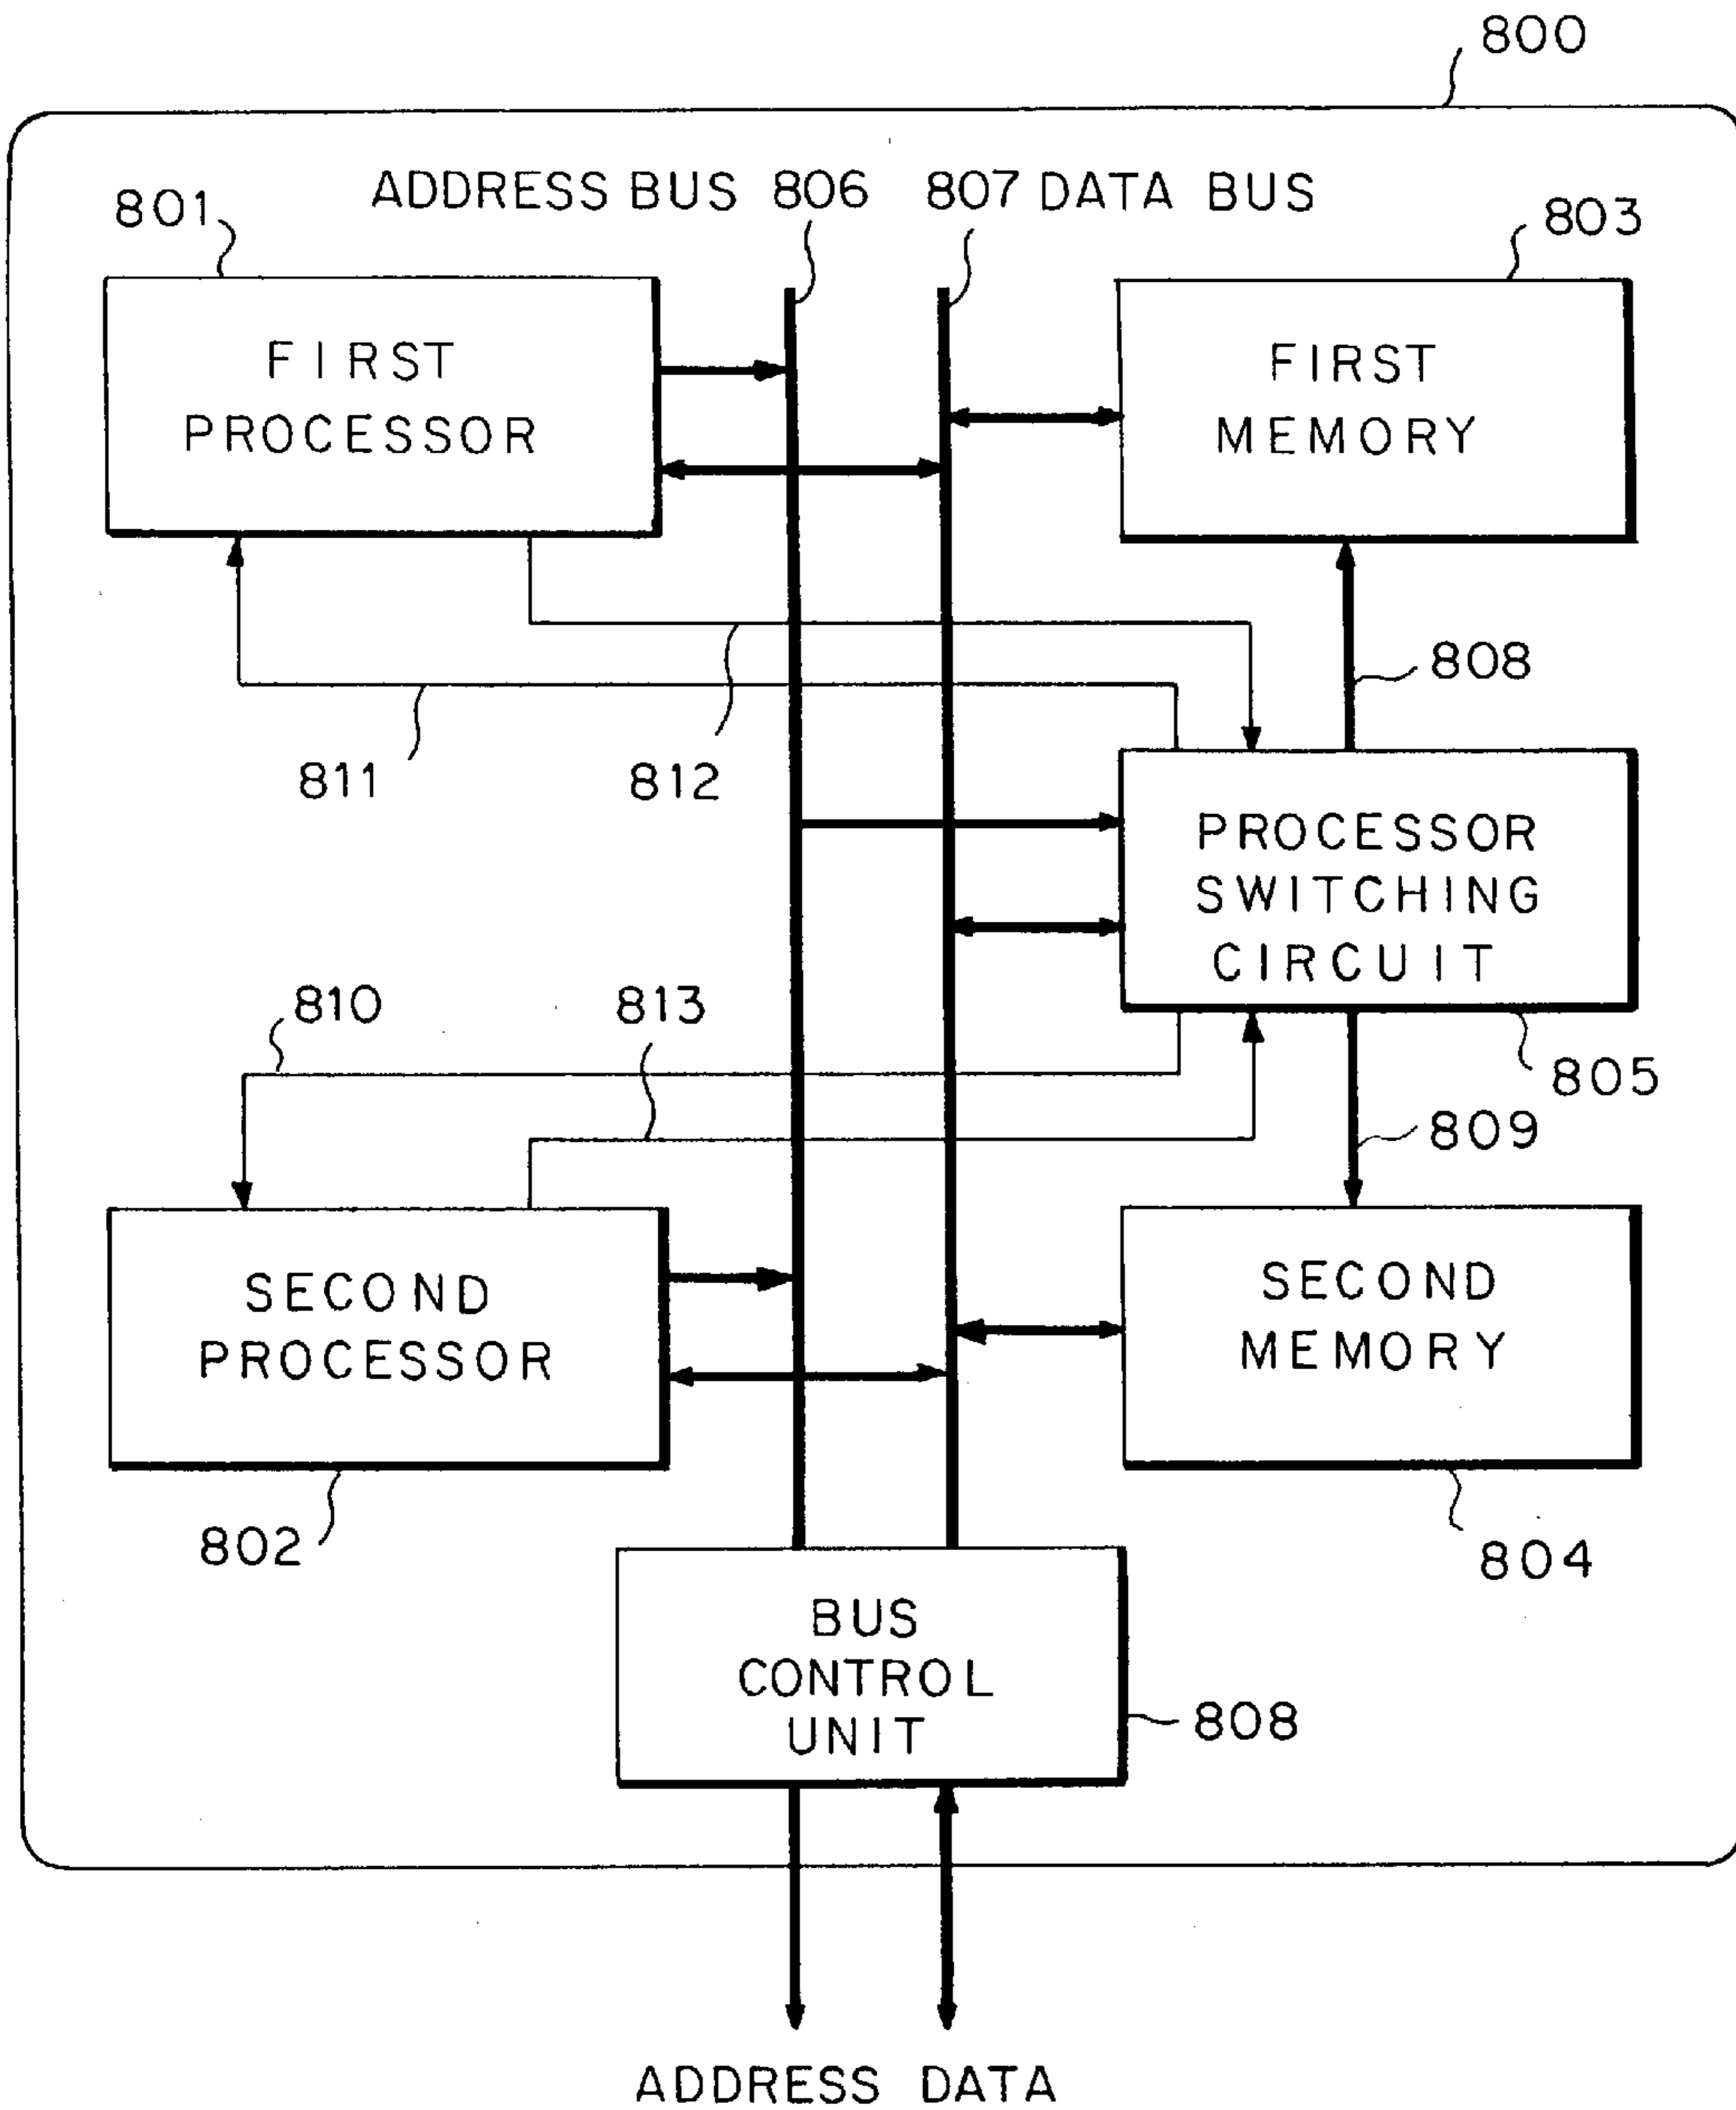 800
ADDRESS BUS 806
807 DATA BUS
801
803
FIRST
PROCESSOR
FIRST
MEMORY
808
811
812
PROCESSOR
SWITCHING
CIRCUIT
810
813
805
809
SECOND
PROCESSOR
SECOND
MEMORY
802
804
BUS
CONTROL
UNIT
808
ADDRESS DATA